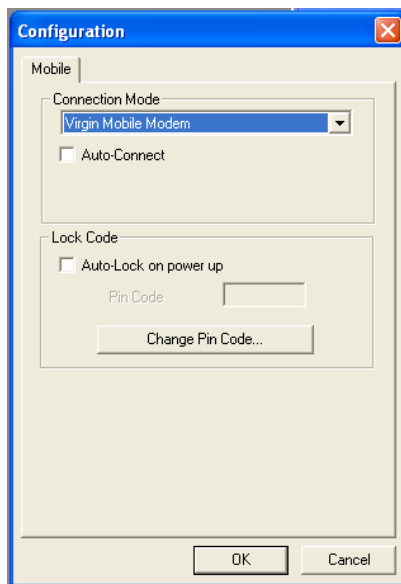 Configuration
Mobile
Connection Mode
Virgin Mobile Modem
Auto-Connect
Lock Code
Auto-Lock on power up
Pin Code
Change Pin Code...
OK Cancel